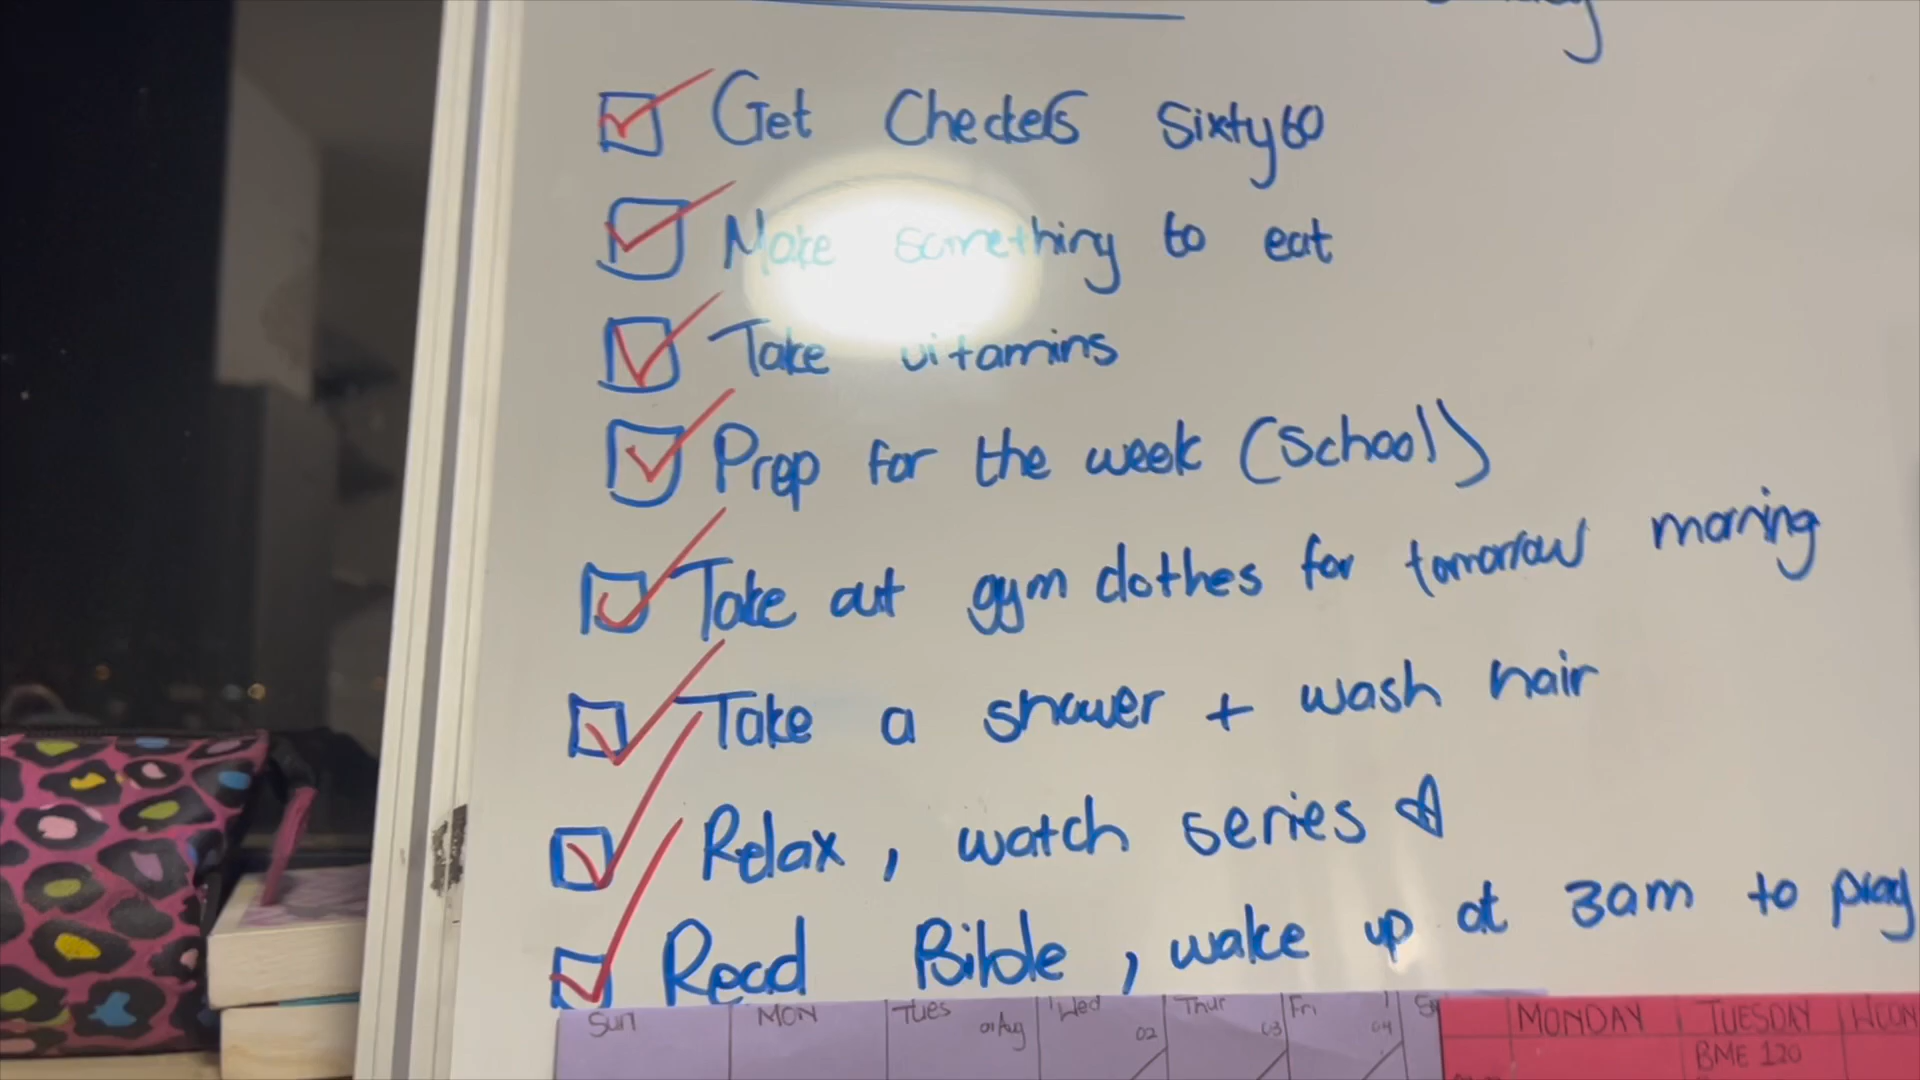 Get Checkers Sixty60
Make something to eat
Take vitamins
Prep for the week (School)
Take out gym clothes for tomorrow morning
Take a shower + wash hair
Relax, watch series
Read Bible, wake up at 3am to pray
Sun MON Tues 01 Aug Wed 02 Thur 03 Fri 04
MONDAY TUESDAY
BME 120